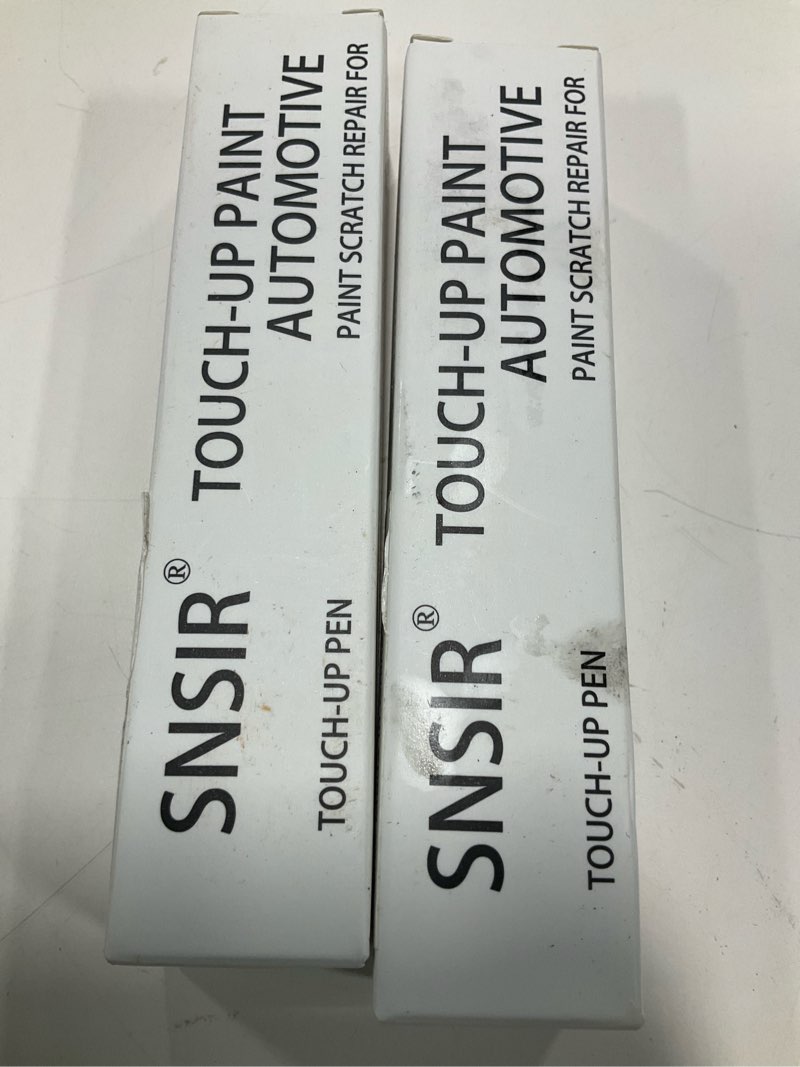 SNSIR®
TOUCH-UP PAINT
AUTOMOTIVE
TOUCH-UP PEN
PAINT SCRATCH REPAIR FOR
SNSIR®
TOUCH-UP PAINT
AUTOMOTIVE
TOUCH-UP PEN
PAINT SCRATCH REPAIR FOR